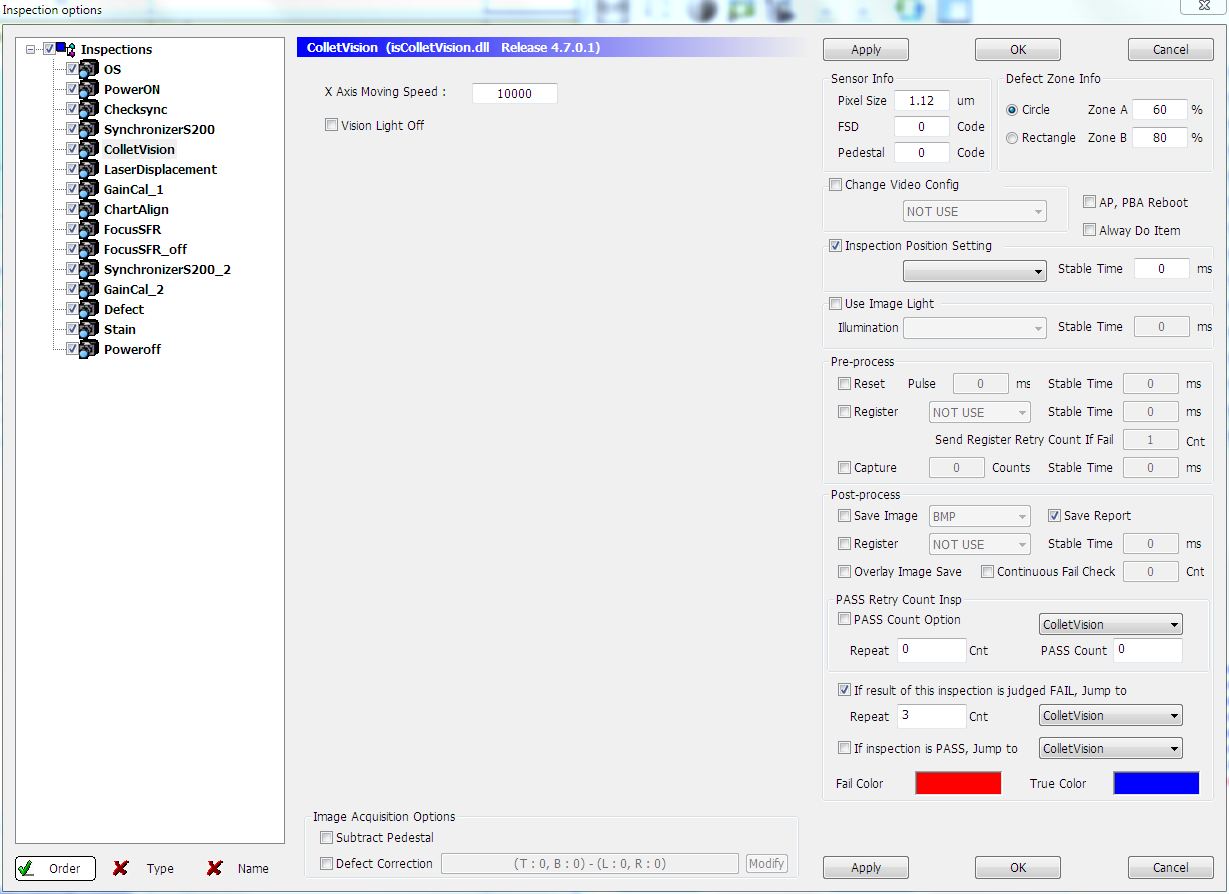 Inspection options
Inspections
OS
PowerON
Checksync
SynchronizerS200
ColletVision
LaserDisplacement
GainCal_1
ChartAlign
FocusSFR
FocusSFR_off
SynchronizerS200_2
GainCal_2
Defect
Stain
Poweroff
Order Type Name
ColletVision (isColletVision.dll Release 4.7.0.1)
X Axis Moving Speed : 10000
Vision Light Off
Image Acquisition Options
Subtract Pedestal
Defect Correction (T : 0, B : 0) - (L : 0, R : 0) Modify
Apply OK Cancel
Sensor Info
Pixel Size 1.12 um
FSD 0 Code
Pedestal 0 Code
Defect Zone Info
Circle Zone A 60 %
Rectangle Zone B 80 %
Change Video Config
NOT USE
AP, PBA Reboot
Alway Do Item
Inspection Position Setting
Stable Time 0 ms
Use Image Light
Illumination Stable Time 0 ms
Pre-process
Reset Pulse 0 ms Stable Time 0 ms
Register NOT USE Stable Time 0 ms
Send Register Retry Count If Fail 1 Cnt
Capture 0 Counts Stable Time 0 ms
Post-process
Save Image BMP Save Report
Register NOT USE Stable Time 0 ms
Overlay Image Save Continuous Fail Check 0 Cnt
PASS Retry Count Insp
PASS Count Option ColletVision
Repeat 0 Cnt PASS Count 0
If result of this inspection is judged FAIL, Jump to
Repeat 3 Cnt ColletVision
If inspection is PASS, Jump to ColletVision
Fail Color True Color
Apply OK Cancel